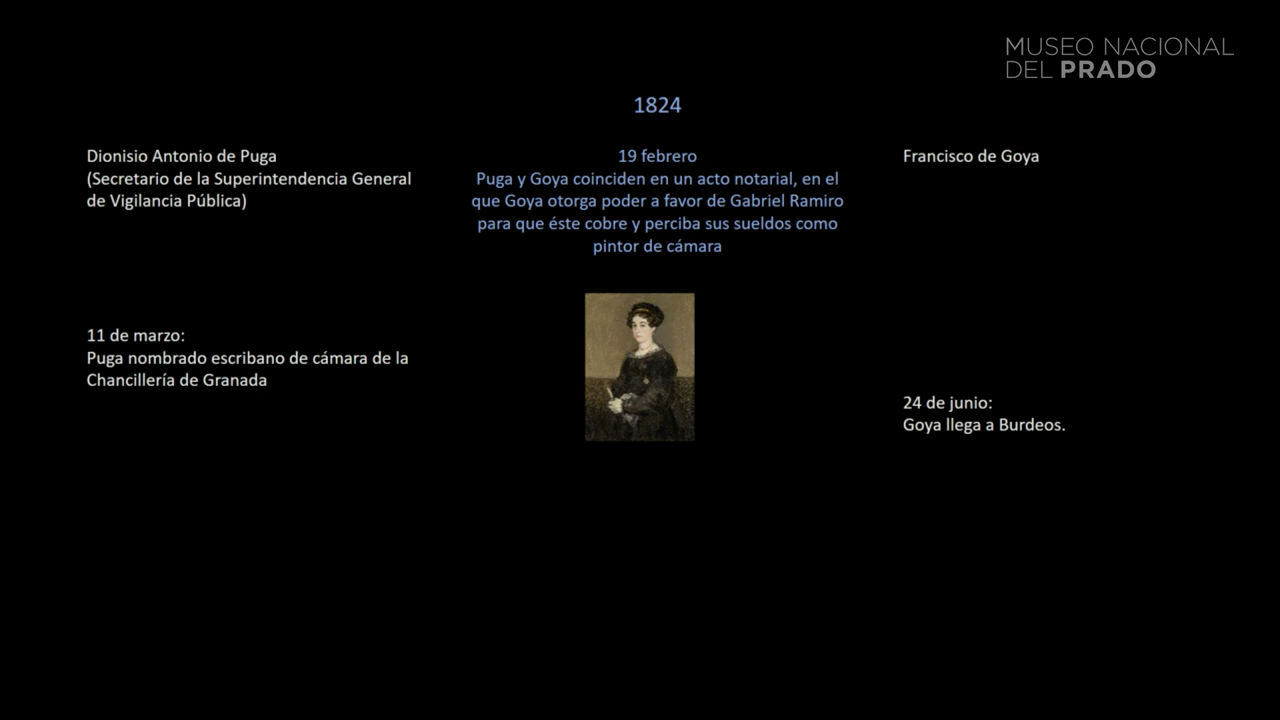 MUSEO NACIONAL
DEL PRADO
1824
Dionisio Antonio de Puga
(Secretario de la Superintendencia General
de Vigilancia Pública)
19 febrero
Puga y Goya coinciden en un acto notarial, en el
que Goya otorga poder a favor de Gabriel Ramiro
para que éste cobre y perciba sus sueldos como
pintor de cámara
Francisco de Goya
11 de marzo:
Puga nombrado escribano de cámara de la
Chancillería de Granada
24 de junio:
Goya llega a Burdeos.